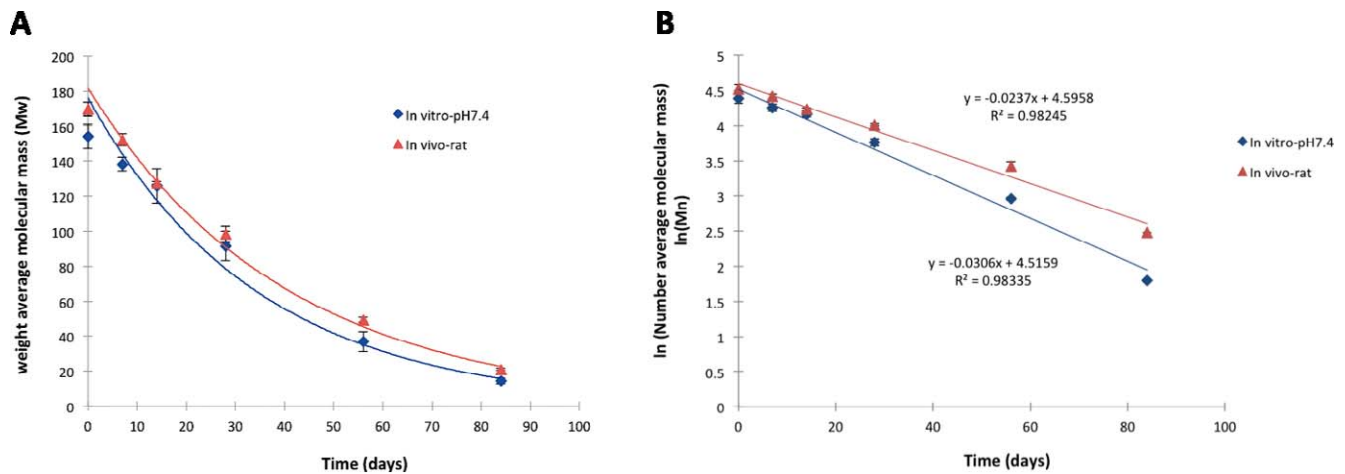 A
200
180
160
140
120
100
80
60
40
20
0
0 10 20 30 40 50 60 70 80 90 100
weight average molecular mass (Mw)
Time (days)
In vitro-pH7.4
In vivo-rat
B
5
4.5
4
3.5
3
2.5
2
1.5
1
0.5
0
0 20 40 60 80 100
ln (Number average molecular mass)
ln(Mn)
Time (days)
y = -0.0237x + 4.5958
R² = 0.98245
y = -0.0306x + 4.5159
R² = 0.98335
In vitro-pH7.4
In vivo-rat